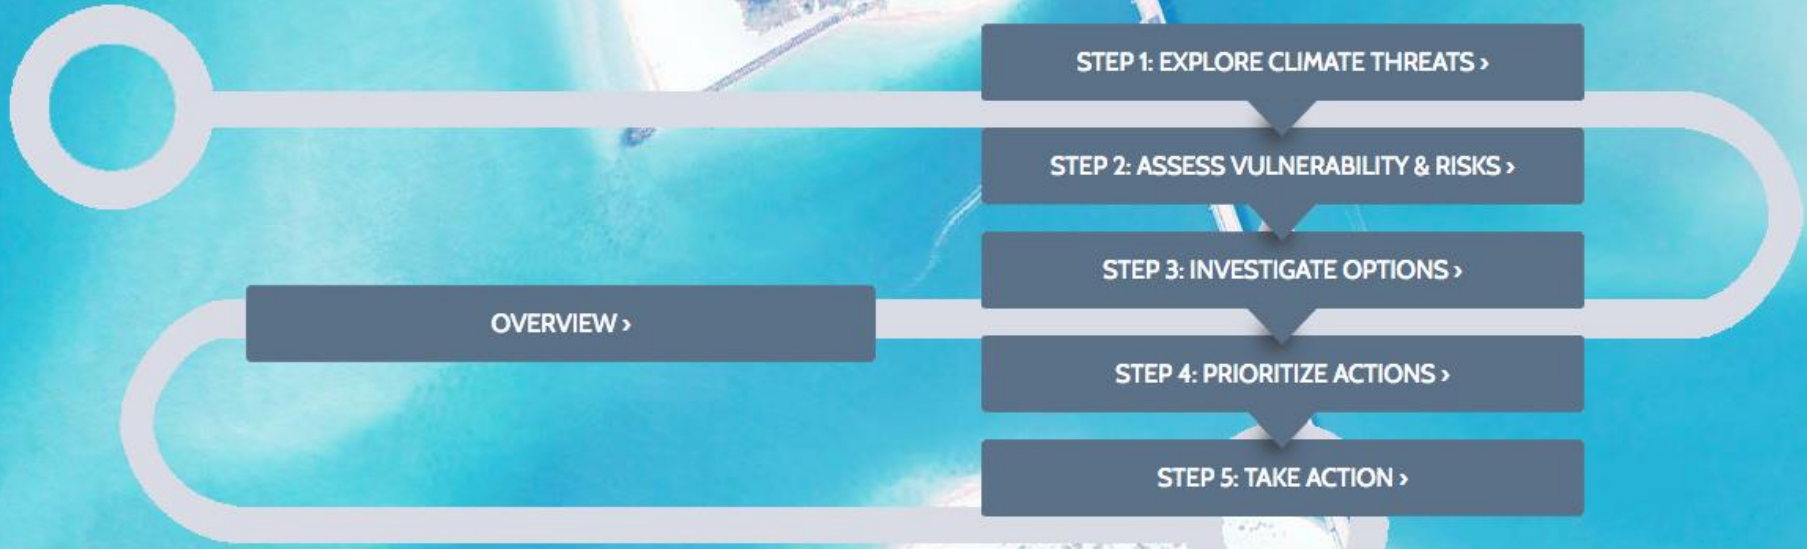 STEP 1: EXPLORE CLIMATE THREATS ›
STEP 2: ASSESS VULNERABILITY & RISKS ›
STEP 3: INVESTIGATE OPTIONS ›
OVERVIEW ›
STEP 4: PRIORITIZE ACTIONS ›
STEP 5: TAKE ACTION ›